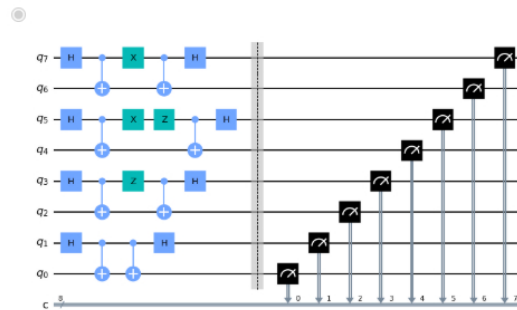 q7 H X H
q6
q5 H X Z H
q4
q3 H Z H
q2
q1 H H
q0
c 8 0 1 2 3 4 5 6 7